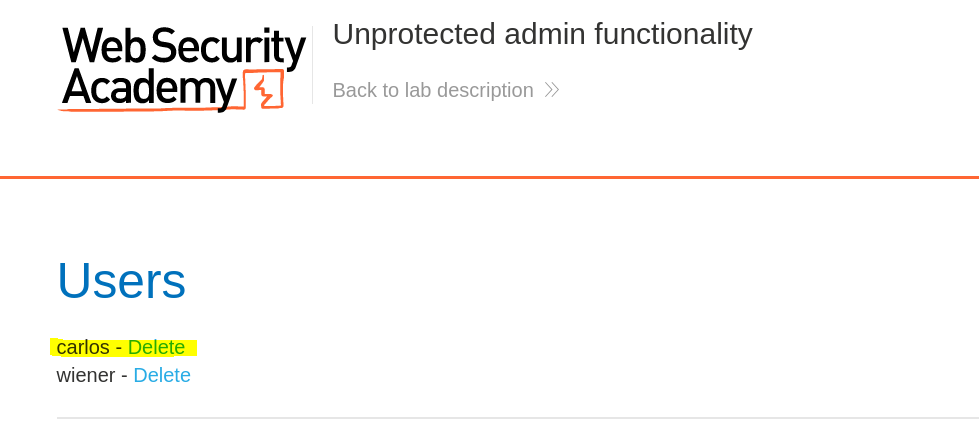 Web Security
Academy
Unprotected admin functionality
Back to lab description
Users
carlos - Delete
wiener - Delete